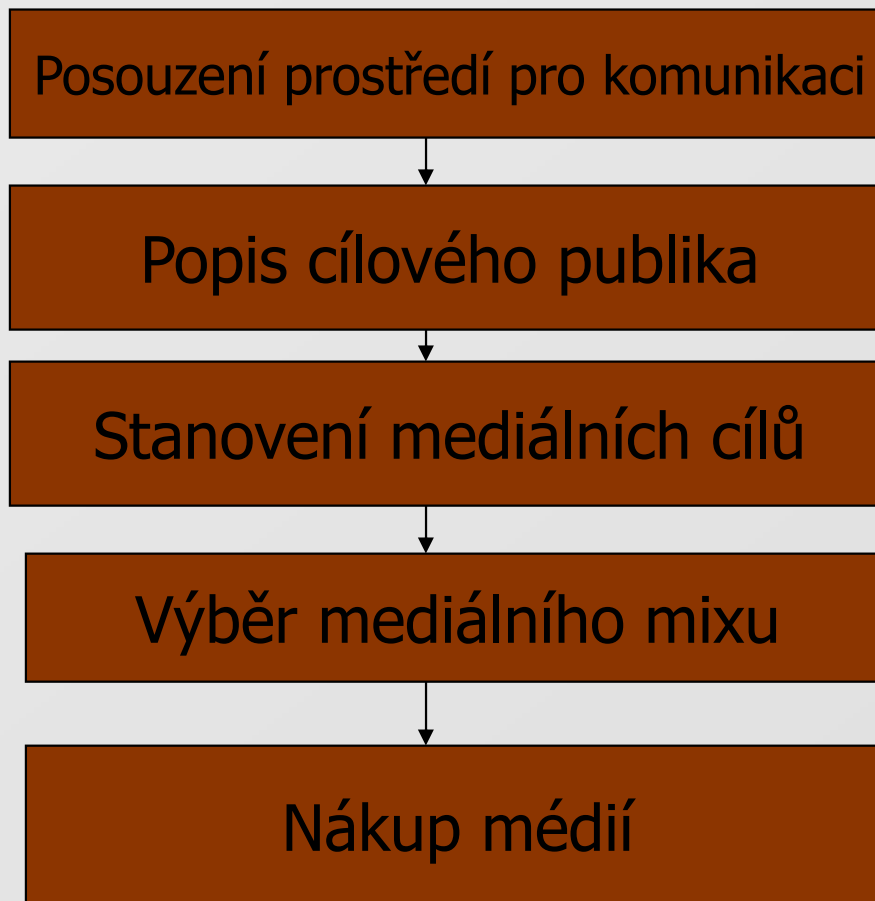 Posouzení prostředí pro komunikaci
Popis cílového publika
Stanovení mediálních cílů
Výběr mediálního mixu
Nákup médií